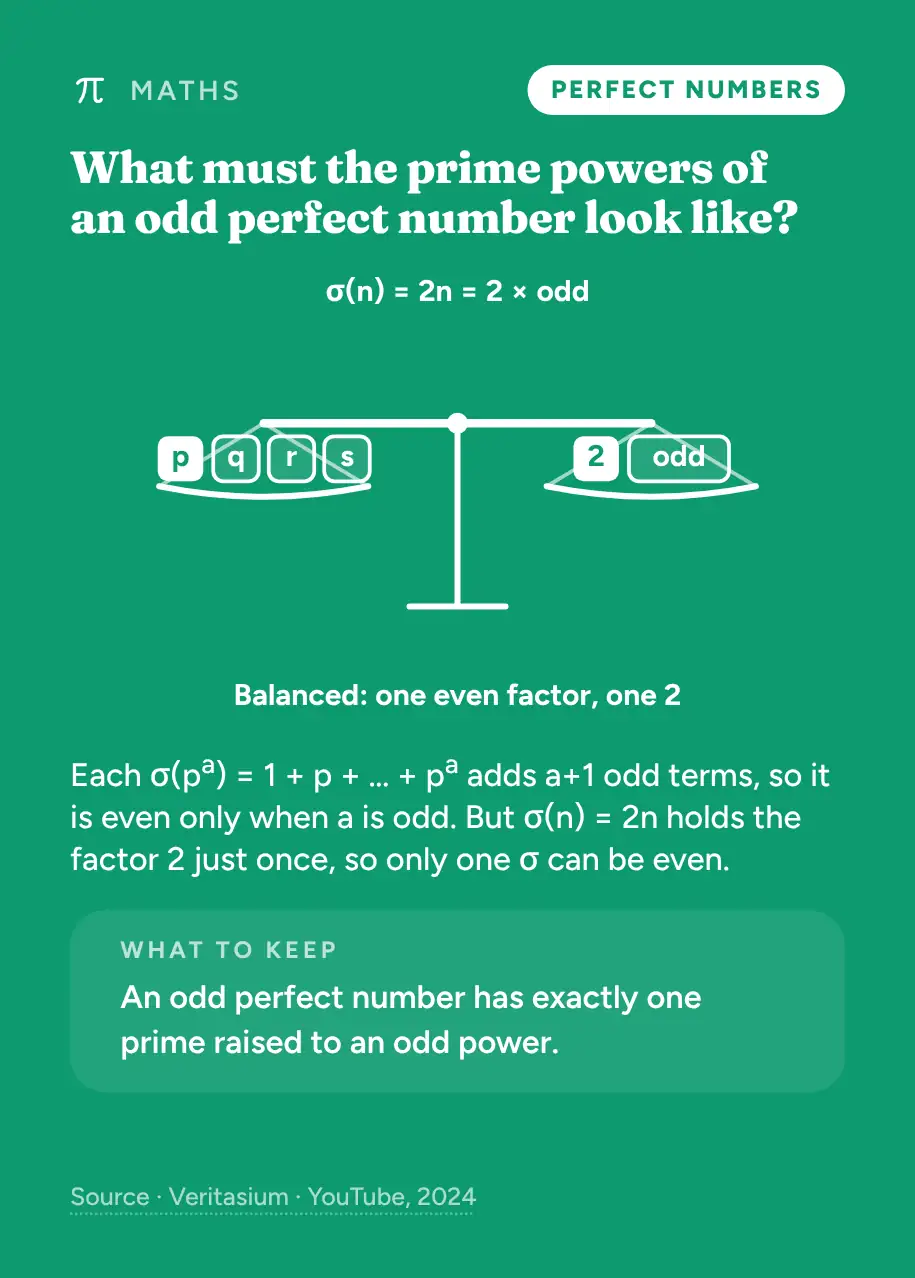 π MATHS
PERFECT NUMBERS
What must the prime powers of
an odd perfect number look like?
σ(n) = 2n = 2 × odd
p q r s
2 odd
Balanced: one even factor, one 2
Each σ(pᵃ) = 1 + p + … + pᵃ adds a+1 odd terms, so it
is even only when a is odd. But σ(n) = 2n holds the
factor 2 just once, so only one σ can be even.
WHAT TO KEEP
An odd perfect number has exactly one
prime raised to an odd power.
Source · Veritasium · YouTube, 2024